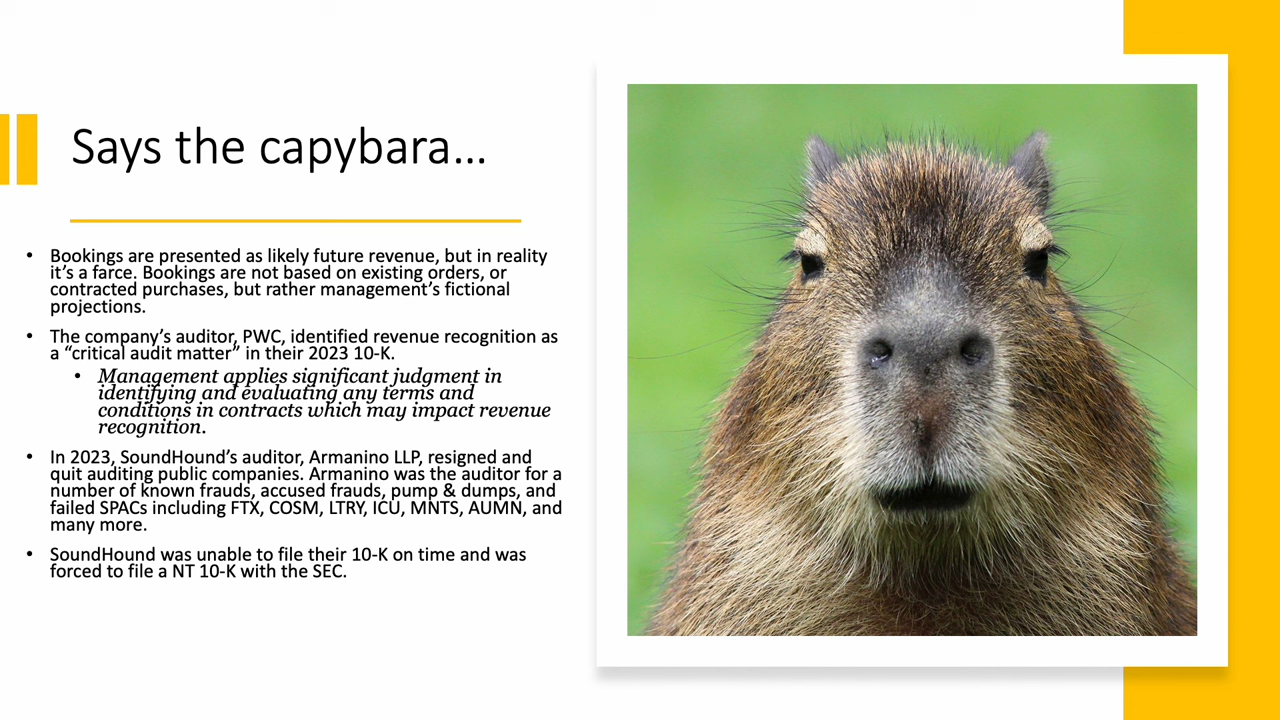 Says the capybara…
• Bookings are presented as likely future revenue, but in reality
it’s a farce. Bookings are not based on existing orders, or
contracted purchases, but rather management’s fictional
projections.
• The company’s auditor, PWC, identified revenue recognition as
a “critical audit matter” in their 2023 10-K.
• Management applies significant judgment in
identifying and evaluating any terms and
conditions in contracts which may impact revenue
recognition.
• In 2023, SoundHound’s auditor, Armanino LLP, resigned and
quit auditing public companies. Armanino was the auditor for a
number of known frauds, accused frauds, pump & dumps, and
failed SPACs including FTX, COSM, LTRY, ICU, MNTS, AUMN, and
many more.
• SoundHound was unable to file their 10-K on time and was
forced to file a NT 10-K with the SEC.